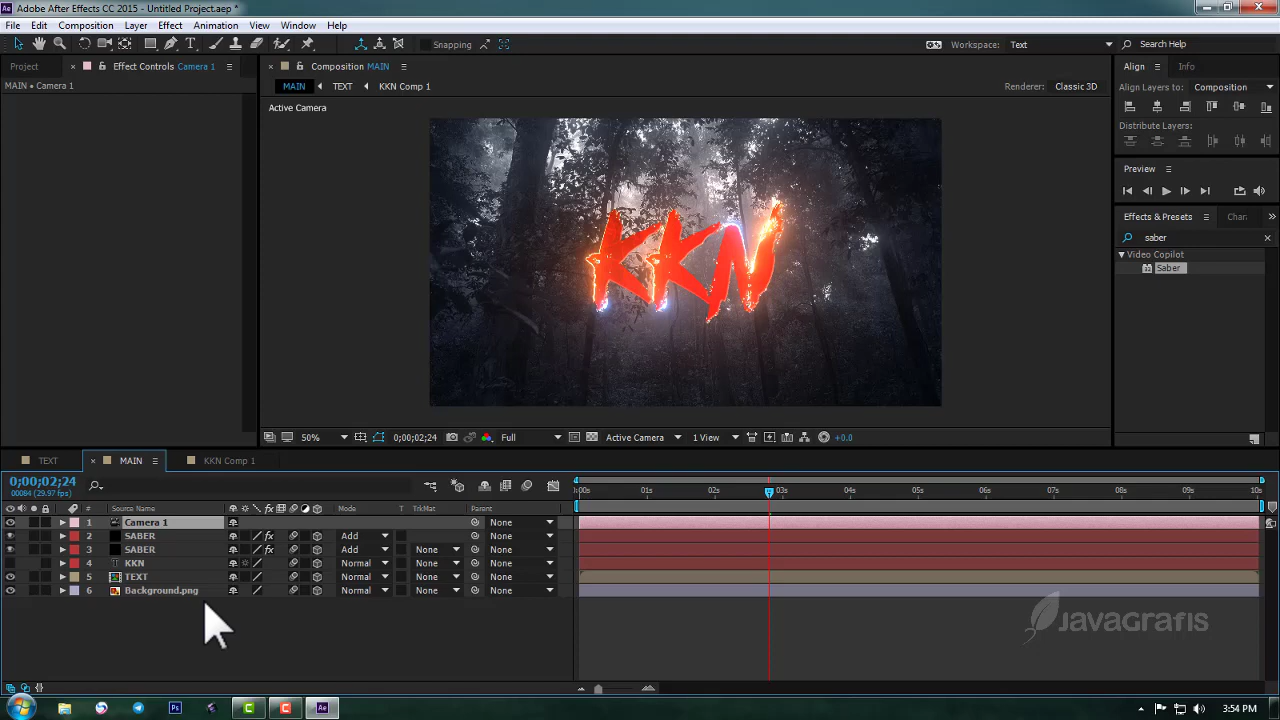 Adobe After Effects CC 2015 - Untitled Project.aep *
File Edit Composition Layer Effect Animation View Window Help
Snapping Workspace: Text Search Help
Project Effect Controls Camera 1 Composition MAIN Align Info
MAIN • Camera 1 MAIN TEXT KKN Comp 1 Renderer: Classic 3D Align Layers to: Composition
Active Camera
Distribute Layers:
Preview
Effects & Presets Char
saber
Video Copilot
Saber
KKN
50% 0;00;02;24 Full Active Camera 1 View +0.0
TEXT MAIN KKN Comp 1
0;00;02;24
00084 (29.97 fps)
:00s 01s 02s 03s 04s 05s 06s 07s 08s 09s 10s
# Source Name fx Mode T TrkMat Parent
1 Camera 1 None
2 SABER fx Add None
3 SABER fx Add None None
4 KKN Normal None None
5 TEXT Normal None None
6 Background.png Normal None None
Javagrafis
Ps Ae 3:54 PM